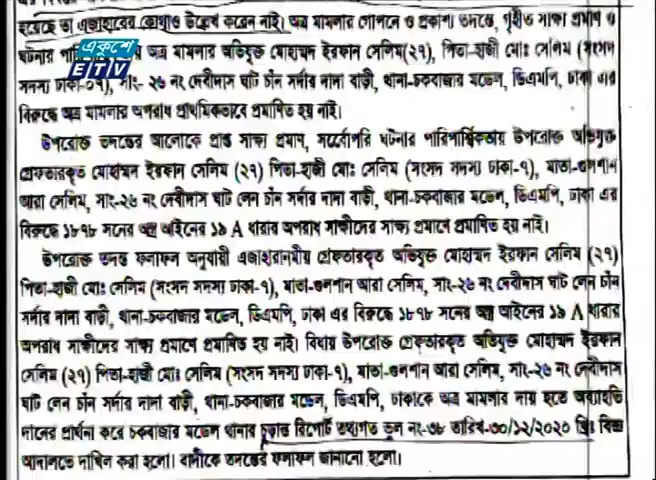 হয়েছে তা এজাহারের কোথাও উল্লেখ করেন নাই। অত্র মামলার গোপনে ও প্রকাশ্য তদন্তে, গৃহীত সাক্ষ্য প্রমাণ ও
একুশে
ETV
ঘটনার অত্র মামলার অভিযুক্ত মোহাম্মদ ইরফান সেলিম(২৭), পিতা-হাজী মোঃ সেলিম(সংসদ
সদস্য ঢাকা-০৭), সাং- ২৬ নং দেবীদাস ঘাট লেন চাঁন সর্দার দাদা বাড়ী, থানা-চকবাজার মডেল, ডিএমপি, ঢাকা এর
বিরুদ্ধে অত্র মামলার অপরাধ প্রাথমিকভাবে প্রমাণিত হয় নাই।
উপরোক্ত তদন্তের আলোকে প্রাপ্ত সাক্ষ্য প্রমাণ, সর্বোপরি ঘটনার পারিপার্শ্বিকতায় উপরোক্ত অভিযুক্ত
গ্রেফতারকৃত মোহাম্মদ ইরফান সেলিম (২৭) পিতা-হাজী মোঃ সেলিম (সংসদ সদস্য ঢাকা-৭), মাতা-গুলশান
আরা সেলিম, সাং-২৬ নং দেবীদাস ঘাট লেন চাঁন সর্দার দাদা বাড়ী, থানা-চকবাজার মডেল, ডিএমপি, ঢাকা এর
বিরুদ্ধে ১৮৭৮ সনের অস্ত্র আইনের ১৯ A ধারার অপরাধ সাক্ষীদের সাক্ষ্য প্রমাণে প্রমাণিত হয় নাই।
উপরোক্ত তদন্ত ফলাফল অনুযায়ী এজাহারনামীয় গ্রেফতারকৃত অভিযুক্ত মোহাম্মদ ইরফান সেলিম (২৭)
পিতা-হাজী মোঃ সেলিম (সংসদ সদস্য ঢাকা-৭), মাতা-গুলশান আরা সেলিম, সাং-২৬ নং দেবীদাস ঘাট লেন চাঁন
সর্দার দাদা বাড়ী, থানা-চকবাজার মডেল, ডিএমপি, ঢাকা এর বিরুদ্ধে ১৮৭৮ সনের অস্ত্র আইনের ১৯ A ধারার
অপরাধ সাক্ষীদের সাক্ষ্য প্রমাণে প্রমাণিত হয় নাই। বিধায় উপরোক্ত গ্রেফতারকৃত অভিযুক্ত মোহাম্মদ ইরফান
সেলিম (২৭) পিতা-হাজী মোঃ সেলিম (সংসদ সদস্য ঢাকা-৭), মাতা-গুলশান আরা সেলিম, সাং-২৬ নং দেবীদাস
ঘাট লেন চাঁন সর্দার দাদা বাড়ী, থানা-চকবাজার মডেল, ডিএমপি, ঢাকাকে অত্র মামলার দায় হতে অব্যাহতি
দানের প্রার্থনা করে চকবাজার মডেল থানার চূড়ান্ত রিপোর্ট তথ্যগত ভুল নং-৩৮ তারিখ-৩০/১২/২০২০ খ্রিঃ বিজ্ঞ
আদালতে দাখিল করা হলো। বাদীকে তদন্তের ফলাফল জানানো হলো।